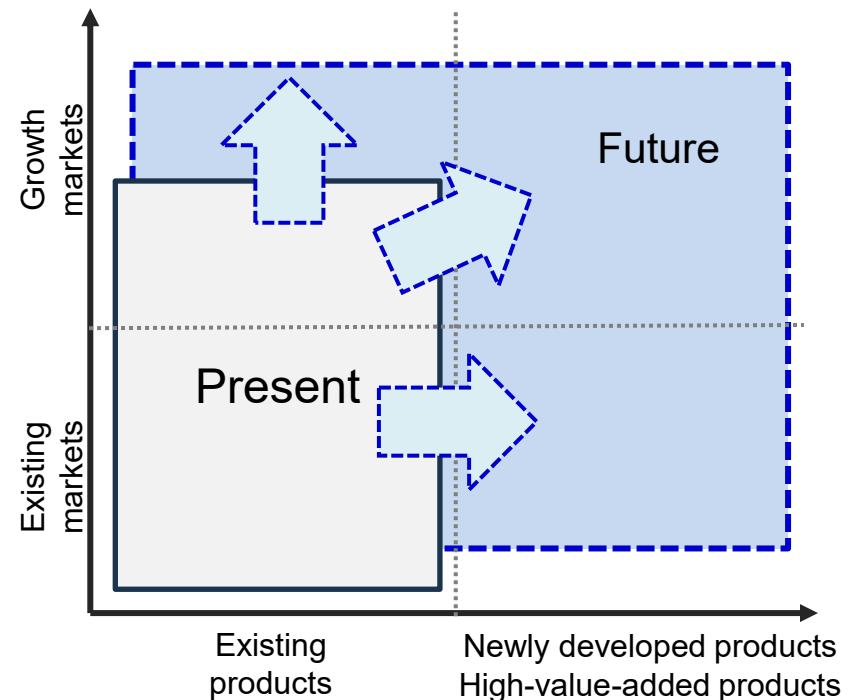 Growth
markets
Future
Present
Existing
markets
Existing
products
Newly developed products
High-value-added products